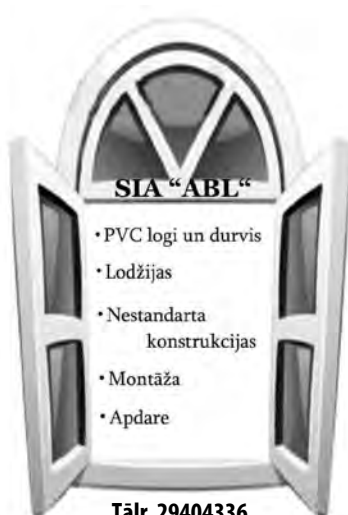 SIA “ABL“
• PVC logi un durvis
• Lodžijas
• Nestandarta
konstrukcijas
• Montāža
• Apdare
Tālr. 29404336